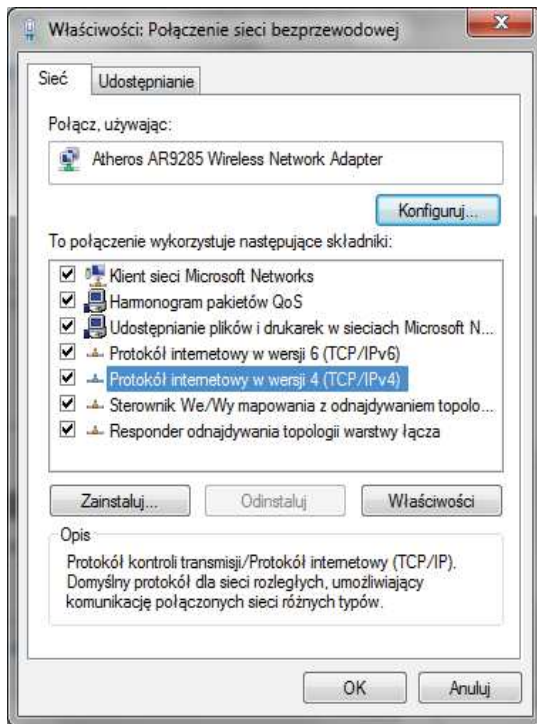 Właściwości: Połączenie sieci bezprzewodowej
Sieć
Udostępnianie
Połącz, używając:
Atheros AR9285 Wireless Network Adapter
Konfiguruj...
To połączenie wykorzystuje następujące składniki:
Klient sieci Microsoft Networks
Harmonogram pakietów QoS
Udostępnianie plików i drukarek w sieciach Microsoft N...
Protokół internetowy w wersji 6 (TCP/IPv6)
Protokół internetowy w wersji 4 (TCP/IPv4)
Sterownik We/Wy mapowania z odnajdywaniem topolo...
Responder odnajdywania topologii warstwy łącza
Zainstaluj...
Odinstaluj
Właściwości
Opis
Protokół kontroli transmisji/Protokół internetowy (TCP/IP).
Domyślny protokół dla sieci rozległych, umożliwiający
komunikację połączonych sieci różnych typów.
OK
Anuluj